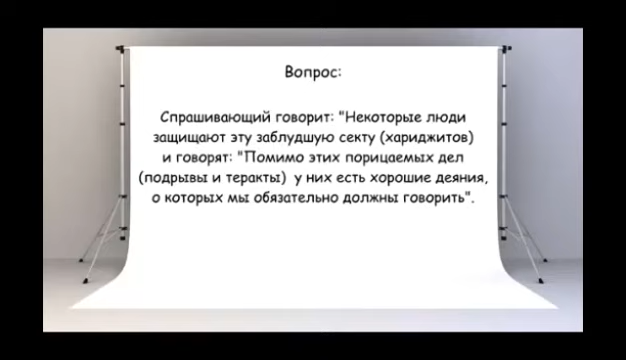 Вопрос:
Спрашивающий говорит: "Некоторые люди
защищают эту заблудшую секту (хариджитов)
и говорят: "Помимо этих порицаемых дел
(подрывы и теракты) у них есть хорошие деяния,
о которых мы обязательно должны говорить".